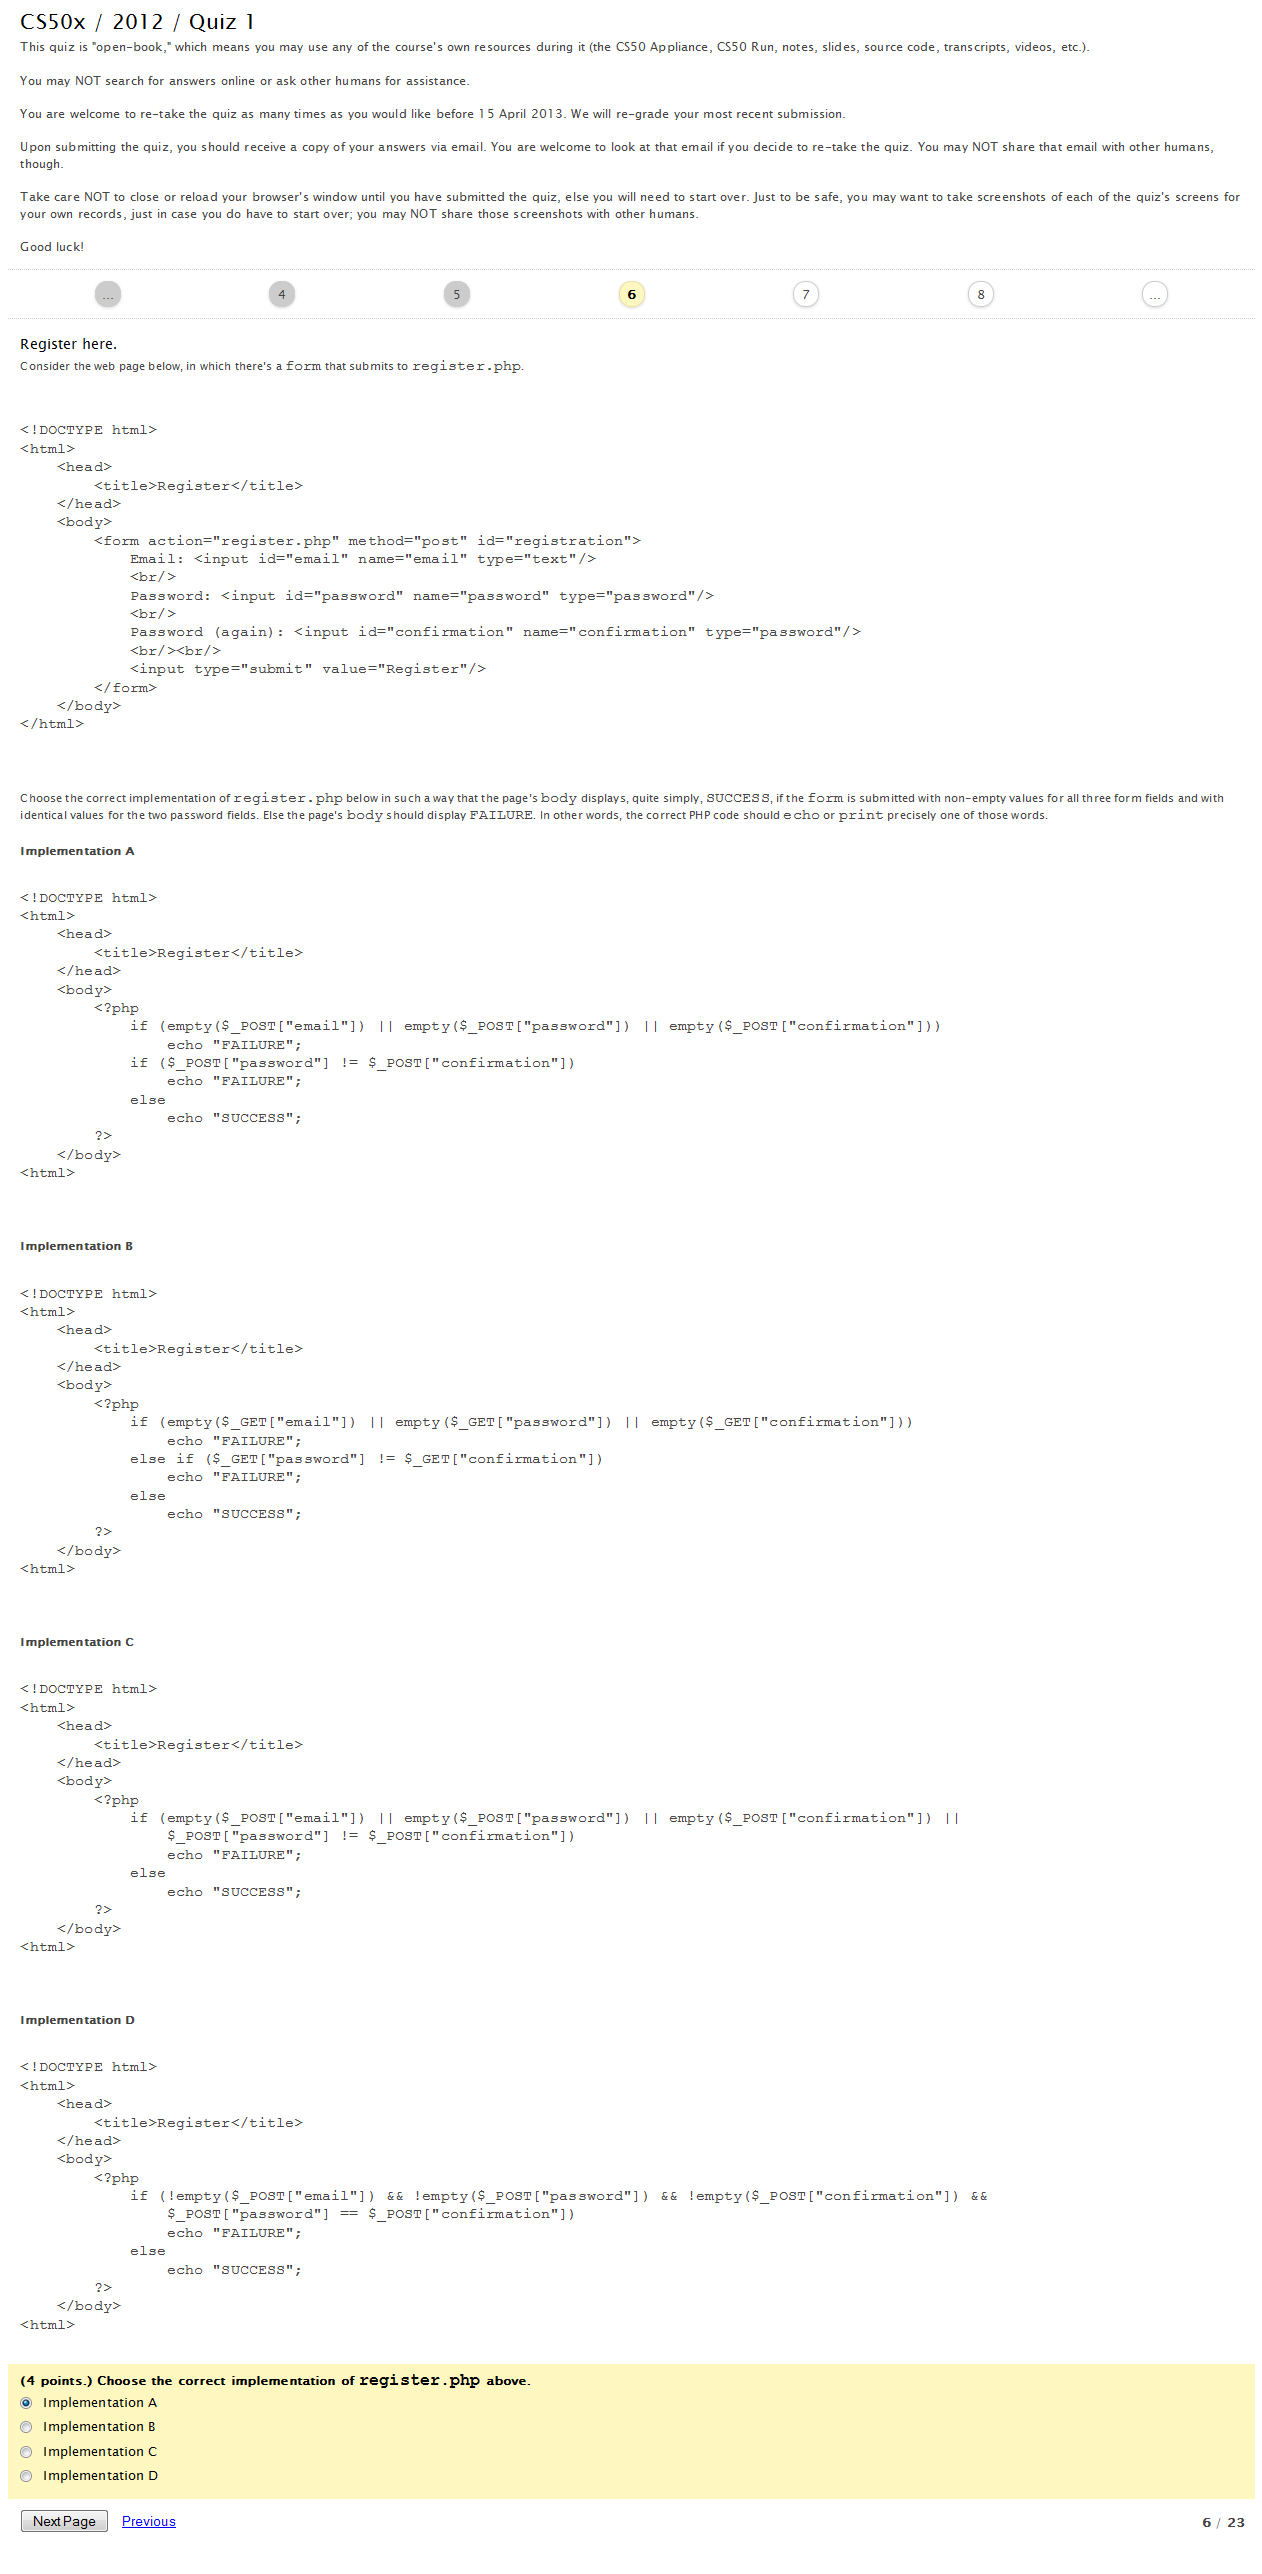 CS50x / 2012 / Quiz 1
This quiz is "open-book," which means you may use any of the course's own resources during it (the CS50 Appliance, CS50 Run, notes, slides, source code, transcripts, videos, etc.).
You may NOT search for answers online or ask other humans for assistance.
You are welcome to re-take the quiz as many times as you would like before 15 April 2013. We will re-grade your most recent submission.
Upon submitting the quiz, you should receive a copy of your answers via email. You are welcome to look at that email if you decide to re-take the quiz. You may NOT share that email with other humans,
though.
Take care NOT to close or reload your browser's window until you have submitted the quiz, else you will need to start over. Just to be safe, you may want to take screenshots of each of the quiz's screens for
your own records, just in case you do have to start over; you may NOT share those screenshots with other humans.
Good luck!
... 4 5 6 7 8 ...
Register here.
Consider the web page below, in which there's a form that submits to register.php.
<!DOCTYPE html>
<html>
    <head>
        <title>Register</title>
    </head>
    <body>
        <form action="register.php" method="post" id="registration">
            Email: <input id="email" name="email" type="text"/>
            <br/>
            Password: <input id="password" name="password" type="password"/>
            <br/>
            Password (again): <input id="confirmation" name="confirmation" type="password"/>
            <br/><br/>
            <input type="submit" value="Register"/>
        </form>
    </body>
</html>
Choose the correct implementation of register.php below in such a way that the page's body displays, quite simply, SUCCESS, if the form is submitted with non-empty values for all three form fields and with
identical values for the two password fields. Else the page's body should display FAILURE. In other words, the correct PHP code should echo or print precisely one of those words.
Implementation A
<!DOCTYPE html>
<html>
    <head>
        <title>Register</title>
    </head>
    <body>
        <?php
            if (empty($_POST["email"]) || empty($_POST["password"]) || empty($_POST["confirmation"]))
                echo "FAILURE";
            if ($_POST["password"] != $_POST["confirmation"])
                echo "FAILURE";
            else
                echo "SUCCESS";
        ?>
    </body>
<html>
Implementation B
<!DOCTYPE html>
<html>
    <head>
        <title>Register</title>
    </head>
    <body>
        <?php
            if (empty($_GET["email"]) || empty($_GET["password"]) || empty($_GET["confirmation"]))
                echo "FAILURE";
            else if ($_GET["password"] != $_GET["confirmation"])
                echo "FAILURE";
            else
                echo "SUCCESS";
        ?>
    </body>
<html>
Implementation C
<!DOCTYPE html>
<html>
    <head>
        <title>Register</title>
    </head>
    <body>
        <?php
            if (empty($_POST["email"]) || empty($_POST["password"]) || empty($_POST["confirmation"]) ||
                $_POST["password"] != $_POST["confirmation"])
                echo "FAILURE";
            else
                echo "SUCCESS";
        ?>
    </body>
<html>
Implementation D
<!DOCTYPE html>
<html>
    <head>
        <title>Register</title>
    </head>
    <body>
        <?php
            if (!empty($_POST["email"]) && !empty($_POST["password"]) && !empty($_POST["confirmation"]) &&
                $_POST["password"] == $_POST["confirmation"])
                echo "FAILURE";
            else
                echo "SUCCESS";
        ?>
    </body>
<html>
(4 points.) Choose the correct implementation of register.php above.
Implementation A
Implementation B
Implementation C
Implementation D
Next Page Previous 6 / 23